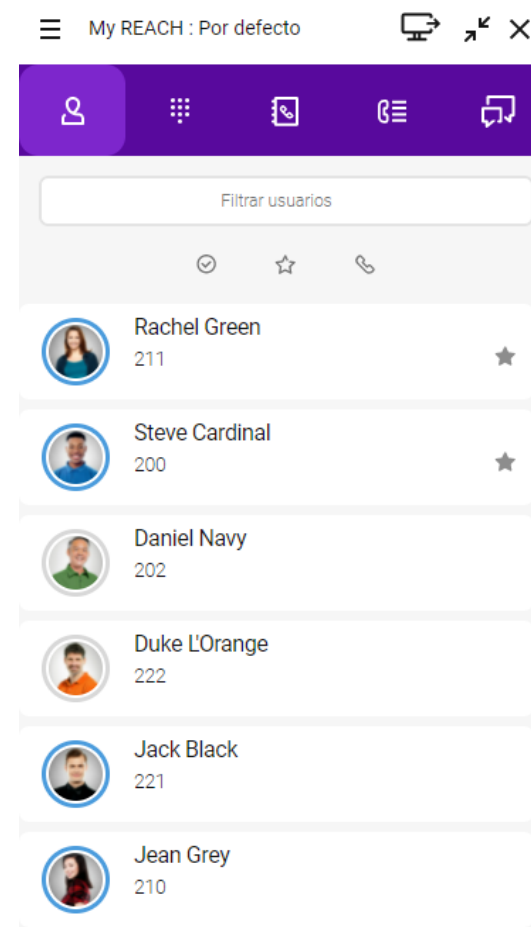 My REACH : Por defecto
Filtrar usuarios
Rachel Green
211
Steve Cardinal
200
Daniel Navy
202
Duke L'Orange
222
Jack Black
221
Jean Grey
210